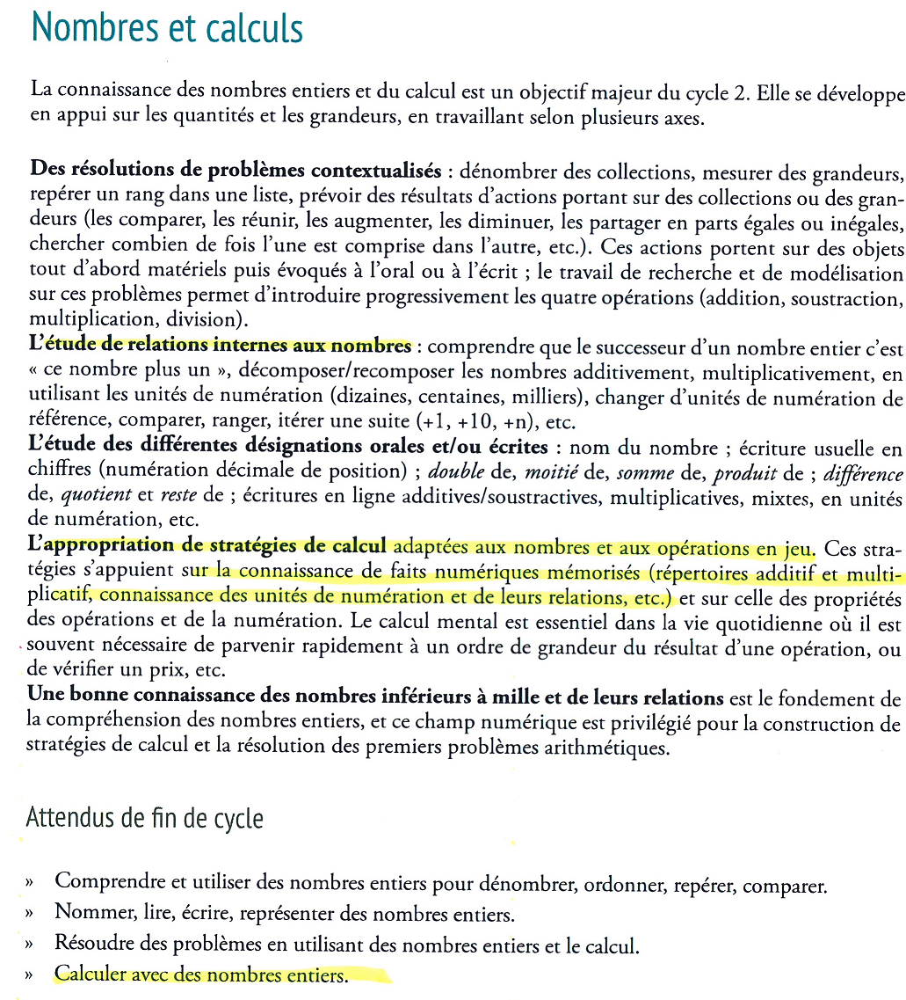 Nombres et calculs
La connaissance des nombres entiers et du calcul est un objectif majeur du cycle 2. Elle se développe
en appui sur les quantités et les grandeurs, en travaillant selon plusieurs axes.
Des résolutions de problèmes contextualisés : dénombrer des collections, mesurer des grandeurs,
repérer un rang dans une liste, prévoir des résultats d’actions portant sur des collections ou des gran-
deurs (les comparer, les réunir, les augmenter, les diminuer, les partager en parts égales ou inégales,
chercher combien de fois l’une est comprise dans l’autre, etc.). Ces actions portent sur des objets
tout d’abord matériels puis évoqués à l’oral ou à l’écrit ; le travail de recherche et de modélisation
sur ces problèmes permet d’introduire progressivement les quatre opérations (addition, soustraction,
multiplication, division).
L’étude de relations internes aux nombres : comprendre que le successeur d’un nombre entier c’est
« ce nombre plus un », décomposer/recomposer les nombres additivement, multiplicativement, en
utilisant les unités de numération (dizaines, centaines, milliers), changer d’unités de numération de
référence, comparer, ranger, itérer une suite (+1, +10, +n), etc.
L’étude des différentes désignations orales et/ou écrites : nom du nombre ; écriture usuelle en
chiffres (numération décimale de position) ; double de, moitié de, somme de, produit de ; différence
de, quotient et reste de ; écritures en ligne additives/soustractives, multiplicatives, mixtes, en unités
de numération, etc.
L’appropriation de stratégies de calcul adaptées aux nombres et aux opérations en jeu. Ces stra-
tégies s’appuient sur la connaissance de faits numériques mémorisés (répertoires additif et multi-
plicatif, connaissance des unités de numération et de leurs relations, etc.) et sur celle des propriétés
des opérations et de la numération. Le calcul mental est essentiel dans la vie quotidienne où il est
souvent nécessaire de parvenir rapidement à un ordre de grandeur du résultat d’une opération, ou
de vérifier un prix, etc.
Une bonne connaissance des nombres inférieurs à mille et de leurs relations est le fondement de
la compréhension des nombres entiers, et ce champ numérique est privilégié pour la construction de
stratégies de calcul et la résolution des premiers problèmes arithmétiques.
Attendus de fin de cycle
» Comprendre et utiliser des nombres entiers pour dénombrer, ordonner, repérer, comparer.
» Nommer, lire, écrire, représenter des nombres entiers.
» Résoudre des problèmes en utilisant des nombres entiers et le calcul.
» Calculer avec des nombres entiers.